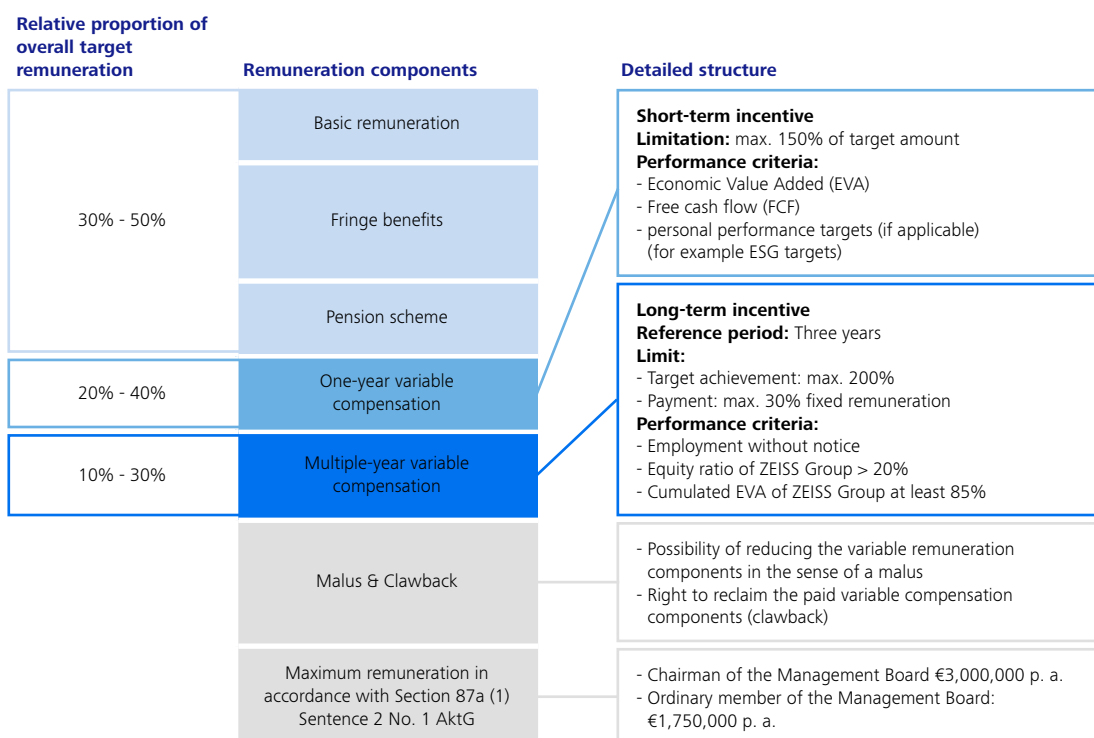 Relative proportion of
overall target
remuneration
Remuneration components
Detailed structure
30% - 50%
Basic remuneration
Fringe benefits
Pension scheme
20% - 40%
One-year variable
compensation
10% - 30%
Multiple-year variable
compensation
Malus & Clawback
Maximum remuneration in
accordance with Section 87a (1)
Sentence 2 No. 1 AktG
Short-term incentive
Limitation: max. 150% of target amount
Performance criteria:
- Economic Value Added (EVA)
- Free cash flow (FCF)
- personal performance targets (if applicable)
(for example ESG targets)
Long-term incentive
Reference period: Three years
Limit:
- Target achievement: max. 200%
- Payment: max. 30% fixed remuneration
Performance criteria:
- Employment without notice
- Equity ratio of ZEISS Group > 20%
- Cumulated EVA of ZEISS Group at least 85%
- Possibility of reducing the variable remuneration
components in the sense of a malus
- Right to reclaim the paid variable compensation
components (clawback)
- Chairman of the Management Board €3,000,000 p. a.
- Ordinary member of the Management Board:
€1,750,000 p. a.